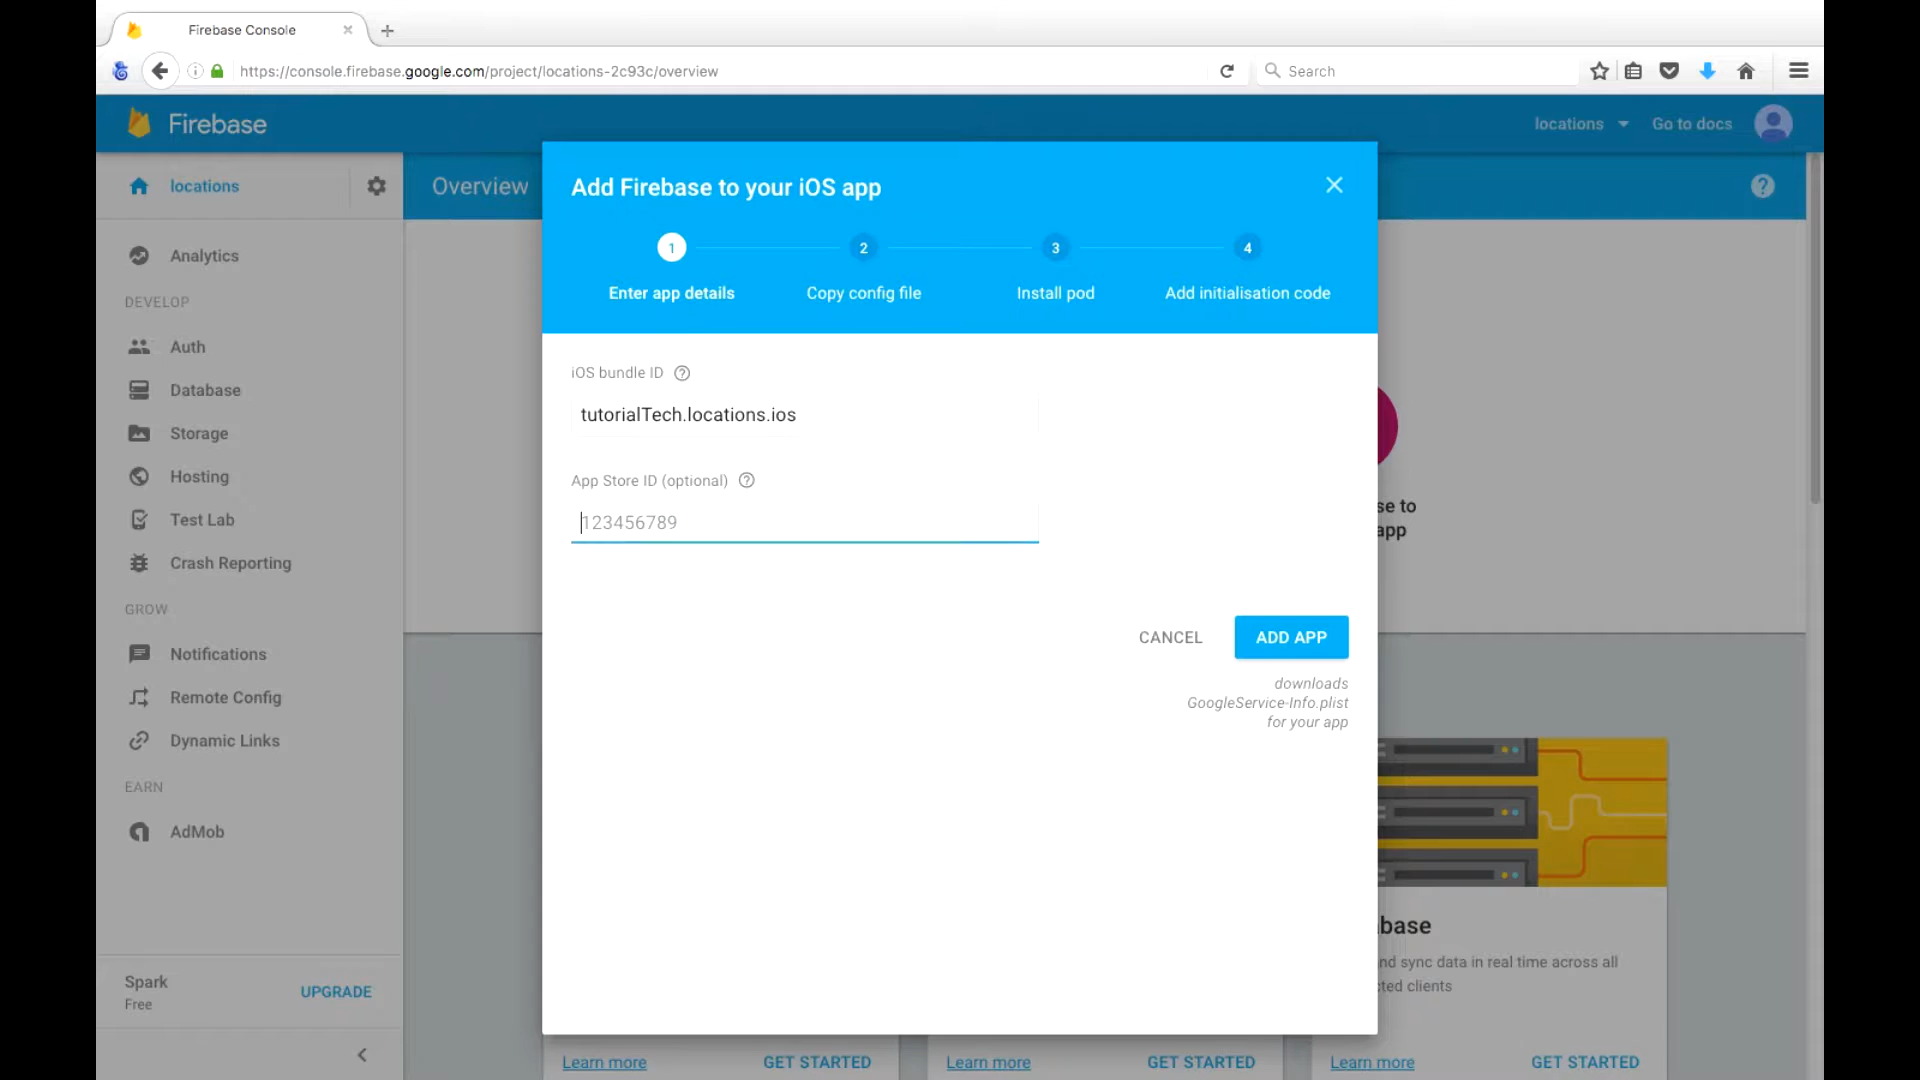 Firebase Console
https://console.firebase.google.com/project/locations-2c93c/overview
Search
Firebase
locations
Go to docs
locations
Overview
Analytics
DEVELOP
Auth
Database
Storage
Hosting
Test Lab
Crash Reporting
GROW
Notifications
Remote Config
Dynamic Links
EARN
AdMob
Spark
Free
UPGRADE
Add Firebase to your iOS app
1
2
3
4
Enter app details
Copy config file
Install pod
Add initialisation code
iOS bundle ID
tutorialTech.locations.ios
App Store ID (optional)
123456789
CANCEL
ADD APP
downloads
GoogleService-Info.plist
for your app
se to
app
base
nd sync data in real time across all
cted clients
Learn more
GET STARTED
Learn more
GET STARTED
Learn more
GET STARTED